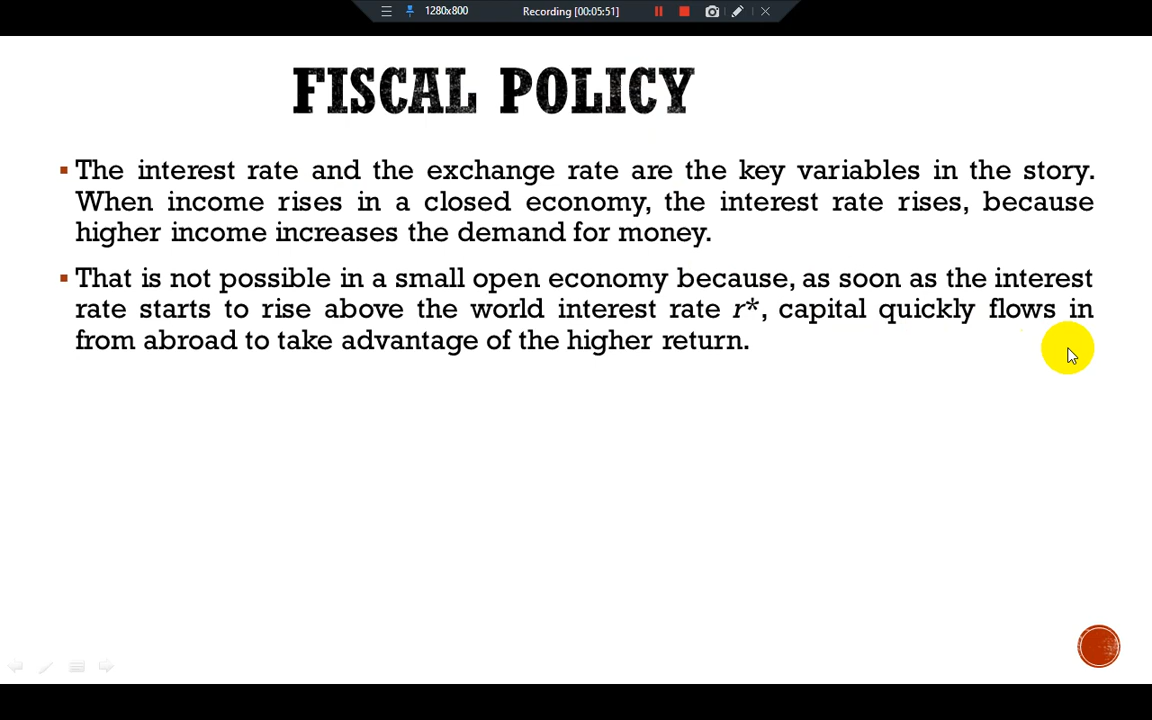 1280x800
Recording [00:05:51]
FISCAL POLICY
▪ The interest rate and the exchange rate are the key variables in the story.
When income rises in a closed economy, the interest rate rises, because
higher income increases the demand for money.
▪ That is not possible in a small open economy because, as soon as the interest
rate starts to rise above the world interest rate r*, capital quickly flows in
from abroad to take advantage of the higher return.